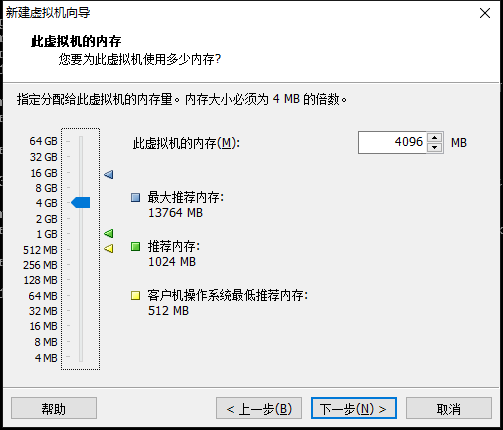 新建虚拟机向导
此虚拟机的内存
您要为此虚拟机使用多少内存?
指定分配给此虚拟机的内存量。内存大小必须为 4 MB 的倍数。
64 GB
32 GB
16 GB
8 GB
4 GB
2 GB
1 GB
512 MB
256 MB
128 MB
64 MB
32 MB
16 MB
8 MB
4 MB
此虚拟机的内存(M): 4096 MB
最大推荐内存:
13764 MB
推荐内存:
1024 MB
客户机操作系统最低推荐内存:
512 MB
帮助 < 上一步(B) 下一步(N) > 取消